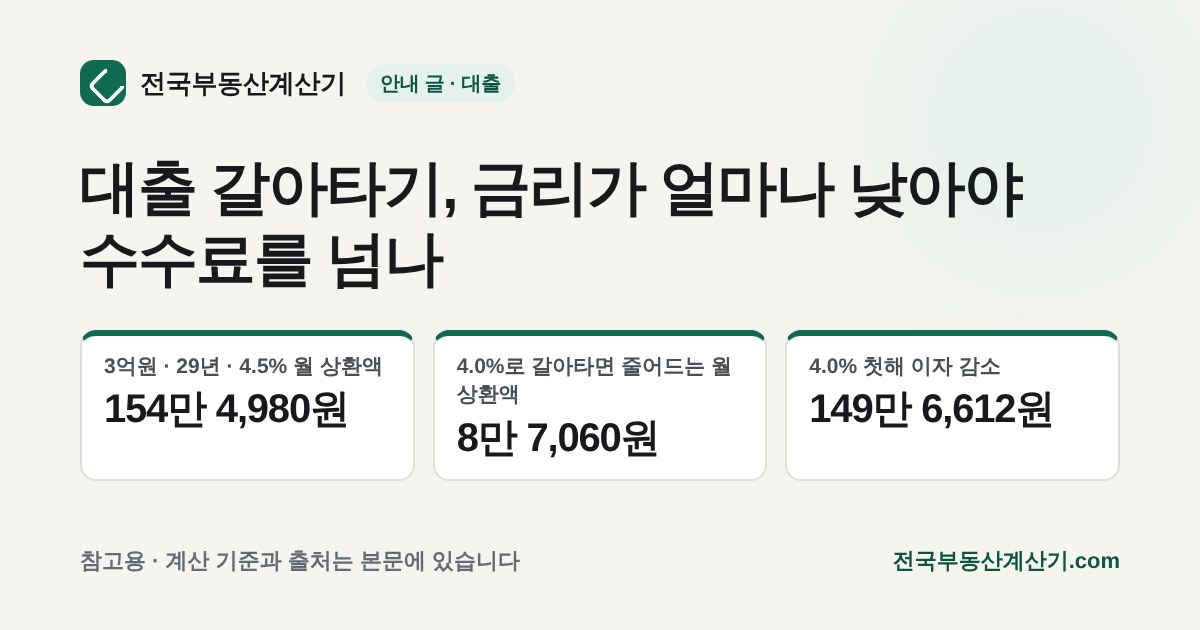 전국부동산계산기
안내 글 · 대출
대출 갈아타기, 금리가 얼마나 낮아야
수수료를 넘나
3억원 · 29년 · 4.5% 월 상환액
154만 4,980원
4.0%로 갈아타면 줄어드는 월
상환액
8만 7,060원
4.0% 첫해 이자 감소
149만 6,612원
참고용 · 계산 기준과 출처는 본문에 있습니다
전국부동산계산기.com